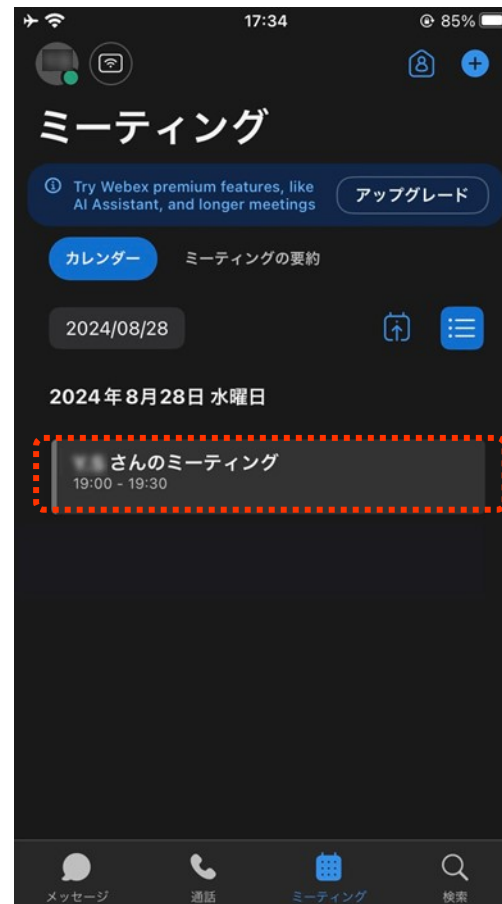 17:34
85%
ミーティング
Try Webex premium features, like
AI Assistant, and longer meetings
アップグレード
カレンダー
ミーティングの要約
2024/08/28
2024年8月28日 水曜日
さんのミーティング
19:00 - 19:30
メッセージ
通話
ミーティング
検索